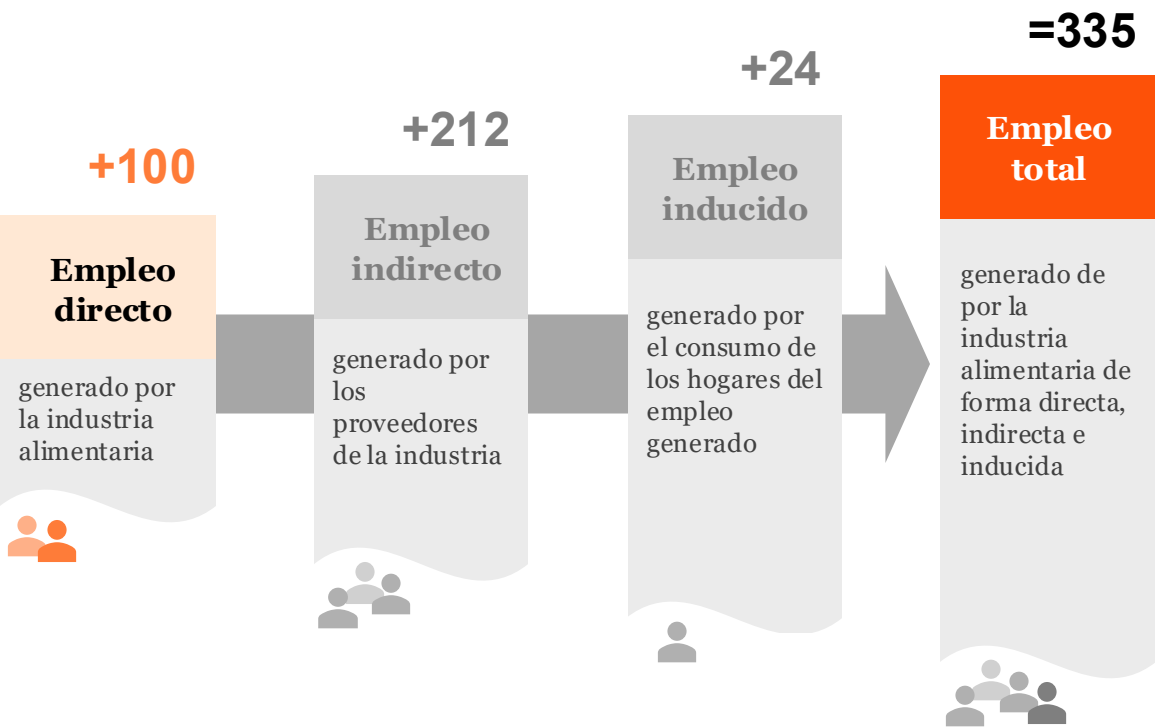 +100
Empleo
directo
generado por
la industria
alimentaria
+212
Empleo
indirecto
generado por
los
proveedores
de la industria
+24
Empleo
inducido
generado por
el consumo de
los hogares del
empleo
generado
=335
Empleo
total
generado de
por la
industria
alimentaria de
forma directa,
indirecta e
inducida